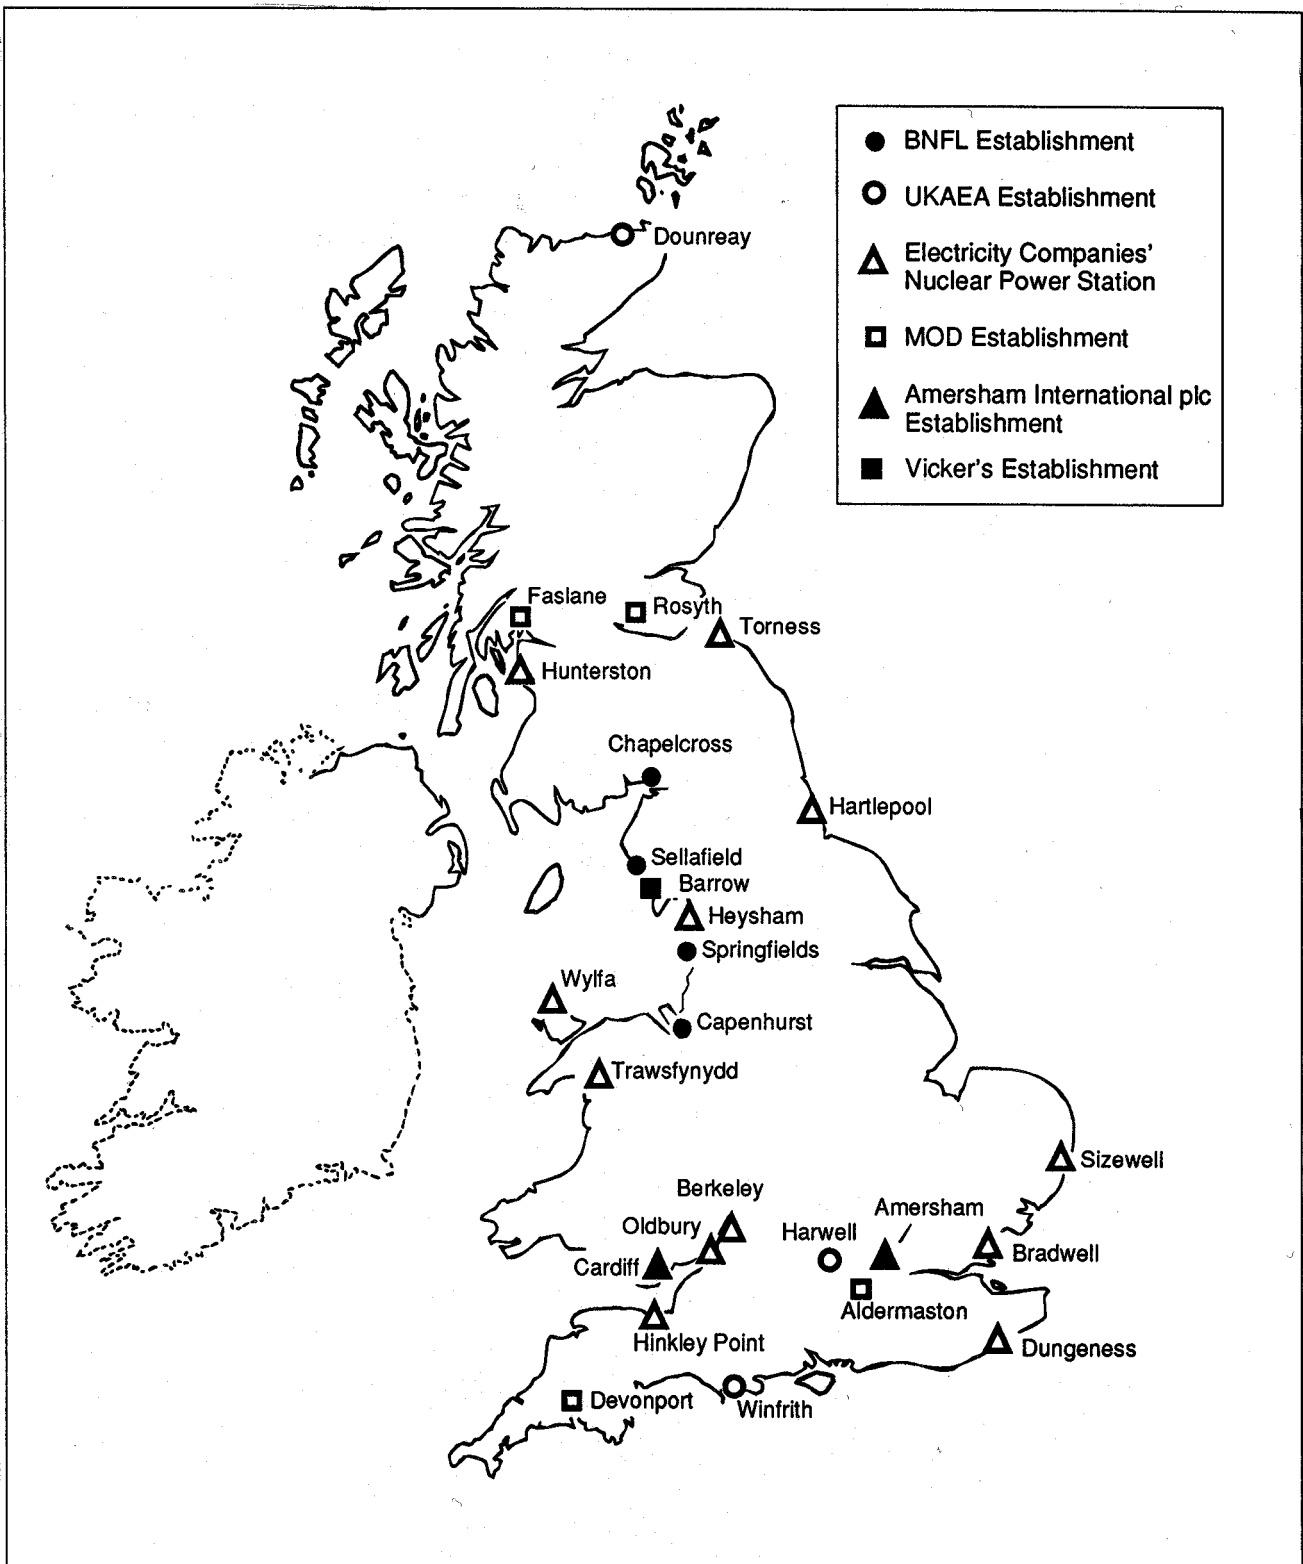 BNFL Establishment
UKAEA Establishment
Electricity Companies'
Nuclear Power Station
MOD Establishment
Amersham International plc
Establishment
Vicker's Establishment
Dounreay
Faslane
Rosyth
Torness
Hunterston
Chapelcross
Hartlepool
Sellafield
Barrow
Heysham
Springfields
Wylfa
Capenhurst
Trawsfynydd
Sizewell
Berkeley
Amersham
Oldbury
Harwell
Bradwell
Cardiff
Aldermaston
Hinkley Point
Dungeness
Devonport
Winfrith